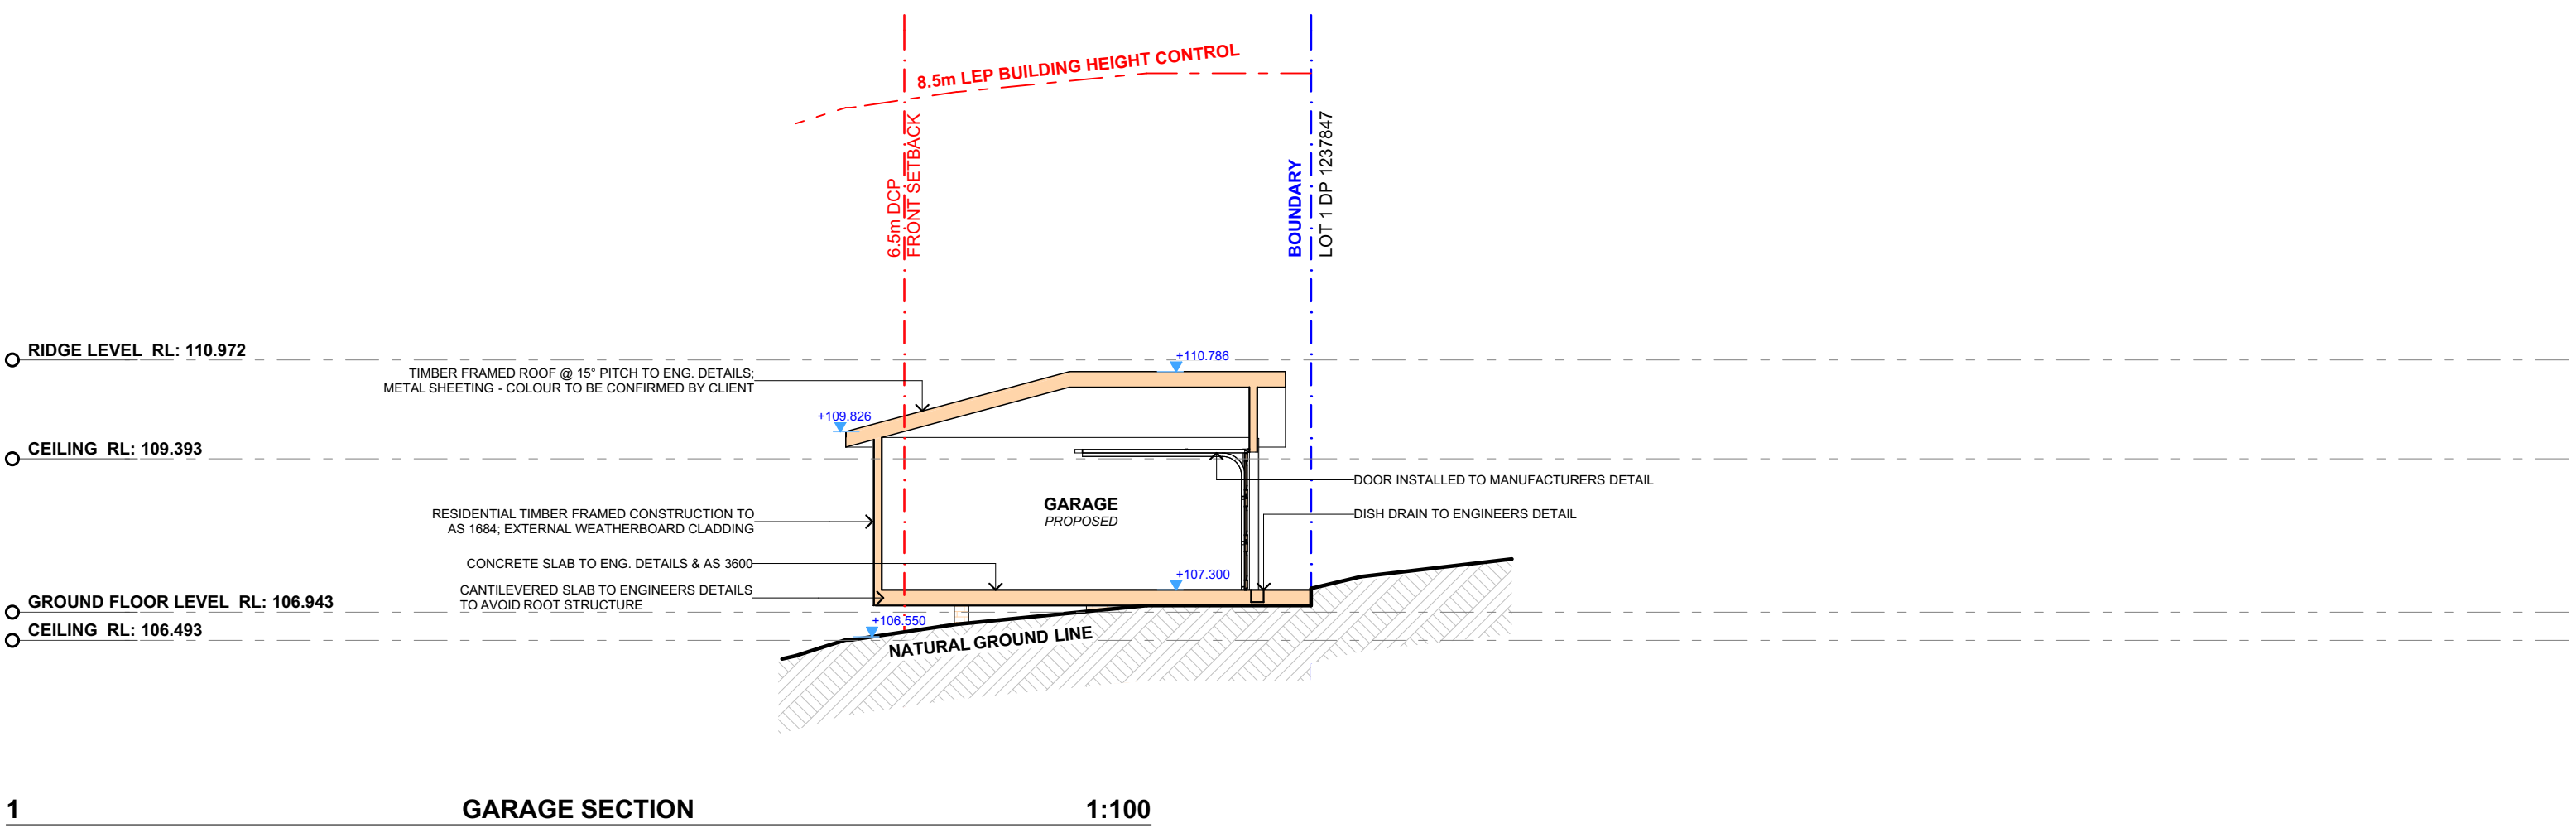 8.5m LEP BUILDING HEIGHT CONTROL
6.5m DCP
FRONT SETBACK
BOUNDARY
LOT 1 DP 1237847
RIDGE LEVEL RL: 110.972
+110.786
TIMBER FRAMED ROOF @ 15° PITCH TO ENG. DETAILS;
METAL SHEETING - COLOUR TO BE CONFIRMED BY CLIENT
+109.826
CEILING RL: 109.393
DOOR INSTALLED TO MANUFACTURERS DETAIL
GARAGE
PROPOSED
RESIDENTIAL TIMBER FRAMED CONSTRUCTION TO
AS 1684; EXTERNAL WEATHERBOARD CLADDING
DISH DRAIN TO ENGINEERS DETAIL
CONCRETE SLAB TO ENG. DETAILS & AS 3600
+107.300
CANTILEVERED SLAB TO ENGINEERS DETAILS
TO AVOID ROOT STRUCTURE
GROUND FLOOR LEVEL RL: 106.943
+106.550
CEILING RL: 106.493
NATURAL GROUND LINE
1 GARAGE SECTION 1:100